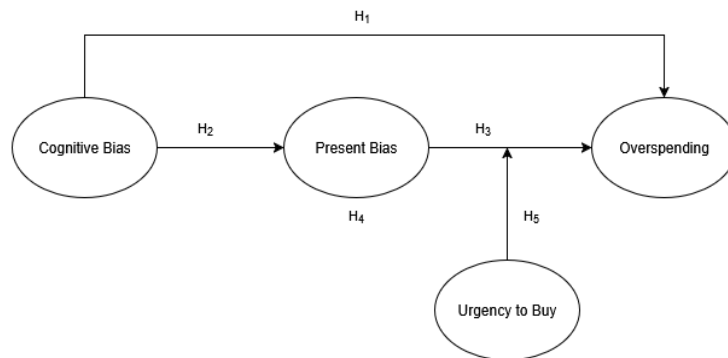 H₁
Cognitive Bias
H₂
Present Bias
H₃
Overspending
H₄
H₅
Urgency to Buy